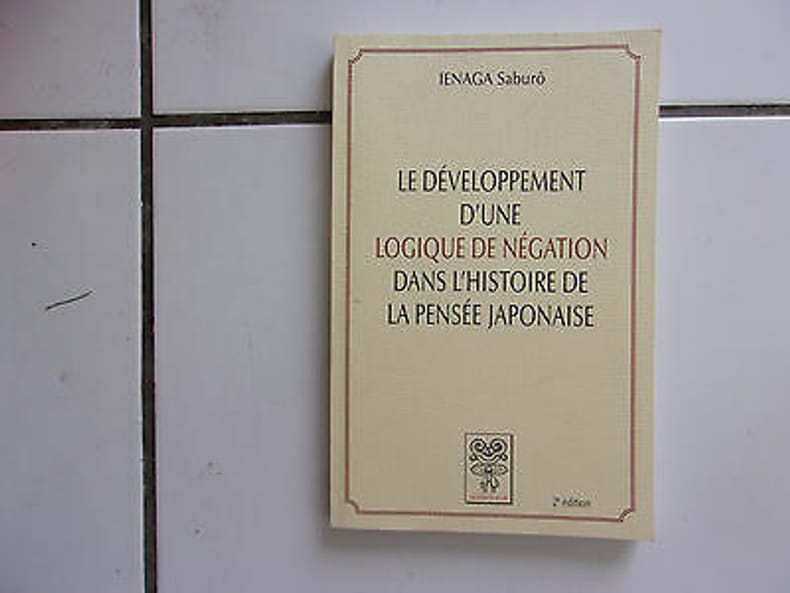 IENAGA Saburô
LE DÉVELOPPEMENT
D'UNE
LOGIQUE DE NÉGATION
DANS L'HISTOIRE DE
LA PENSÉE JAPONAISE
2e édition